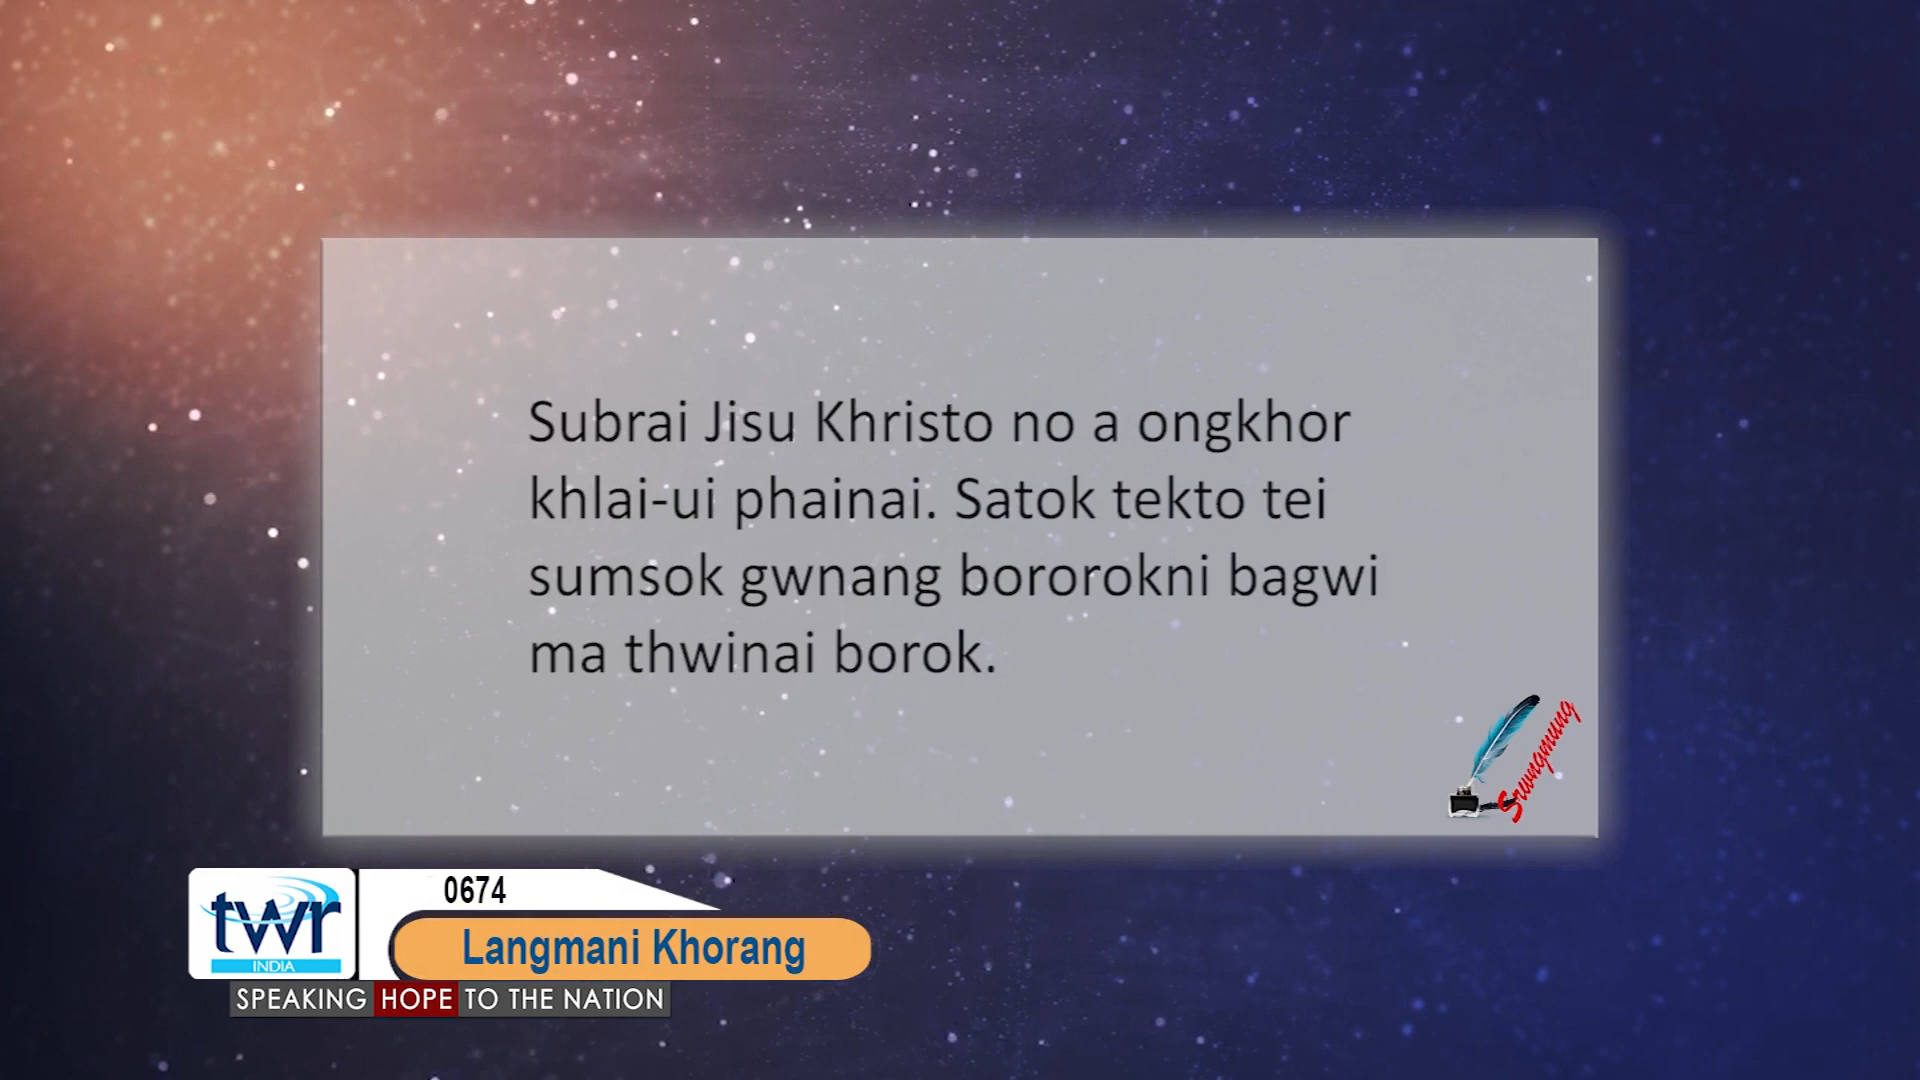 Subrai Jisu Khristo no a ongkhor
khlai-ui phainai. Satok tekto tei
sumsok gwnang bororokni bagwi
ma thwinai borok.
Srwngmung
0674
twr
INDIA
Langmani Khorang
SPEAKING HOPE TO THE NATION